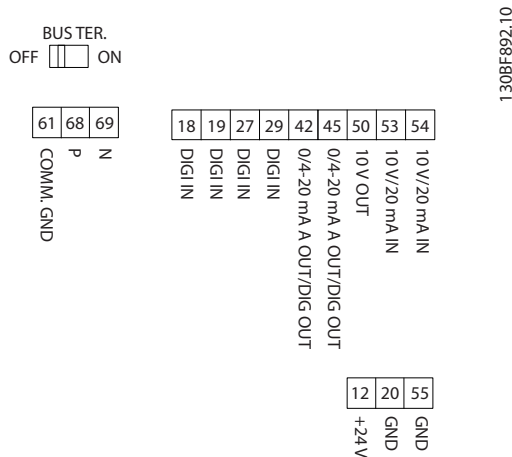 130BF892.10
BUS TER.
OFF ON
61 68 69
COMM. GND
P
N
18 19 27 29 42 45 50 53 54
DIGI IN
DIGI IN
DIGI IN
DIGI IN
0/4-20 mA A OUT/DIG OUT
0/4-20 mA A OUT/DIG OUT
10 V OUT
10 V/20 mA IN
10 V/20 mA IN
12 20 55
+24 V
GND
GND